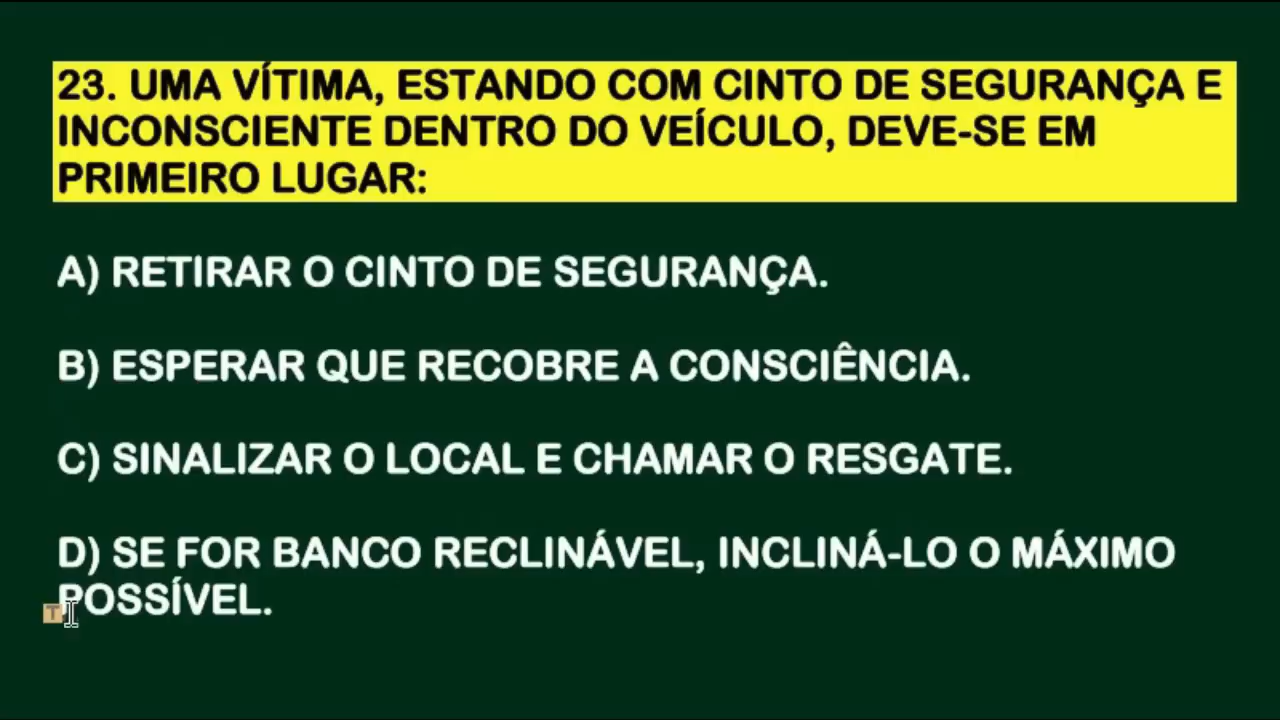 23. UMA VÍTIMA, ESTANDO COM CINTO DE SEGURANÇA E
INCONSCIENTE DENTRO DO VEÍCULO, DEVE-SE EM
PRIMEIRO LUGAR:
A) RETIRAR O CINTO DE SEGURANÇA.
B) ESPERAR QUE RECOBRE A CONSCIÊNCIA.
C) SINALIZAR O LOCAL E CHAMAR O RESGATE.
D) SE FOR BANCO RECLINÁVEL, INCLINÁ-LO O MÁXIMO
POSSÍVEL.
T